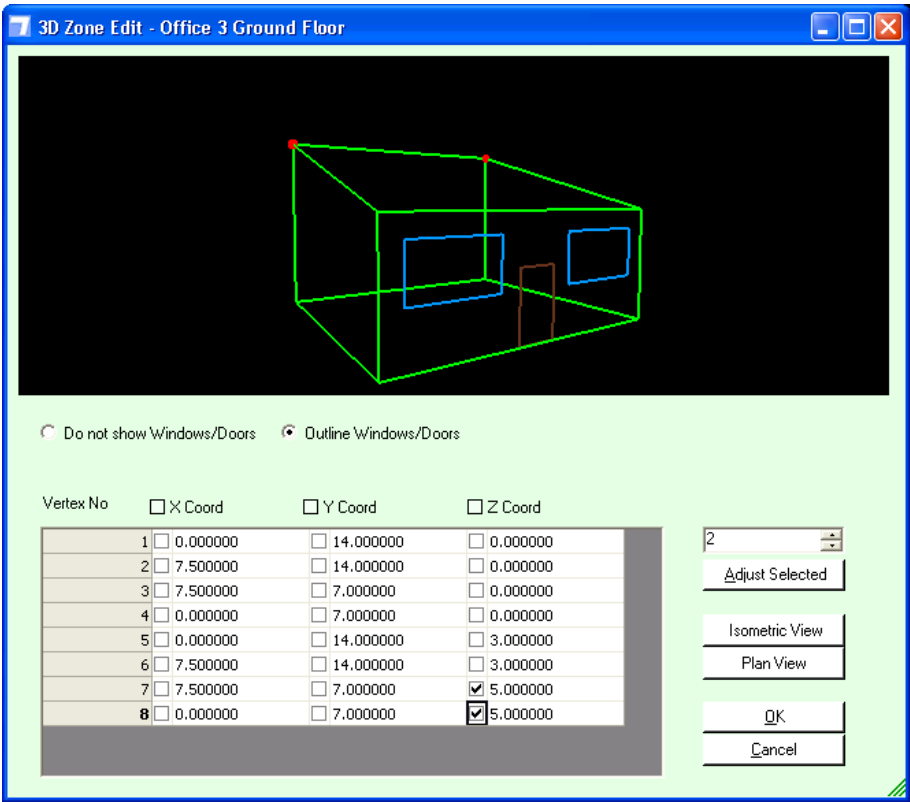 3D Zone Edit - Office 3 Ground Floor
Do not show Windows/Doors Outline Windows/Doors
Vertex No X Coord Y Coord Z Coord
1 0.000000 14.000000 0.000000
2 7.500000 14.000000 0.000000
3 7.500000 7.000000 0.000000
4 0.000000 7.000000 0.000000
5 0.000000 14.000000 3.000000
6 7.500000 14.000000 3.000000
7 7.500000 7.000000 5.000000
8 0.000000 7.000000 5.000000
2
Adjust Selected
Isometric View
Plan View
OK
Cancel